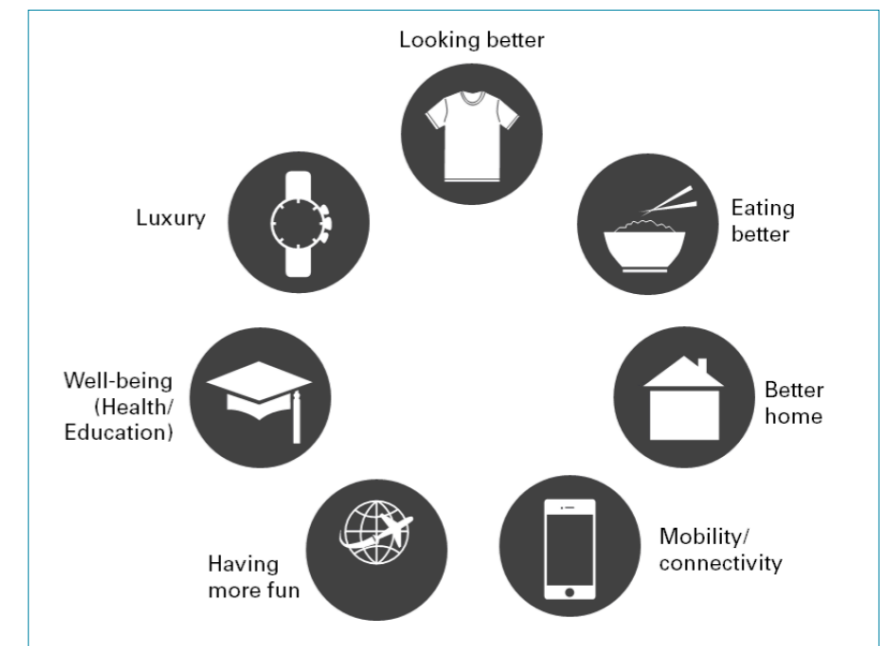 Looking better
Eating
better
Better
home
Mobility/
connectivity
Having
more fun
Well-being
(Health/
Education)
Luxury